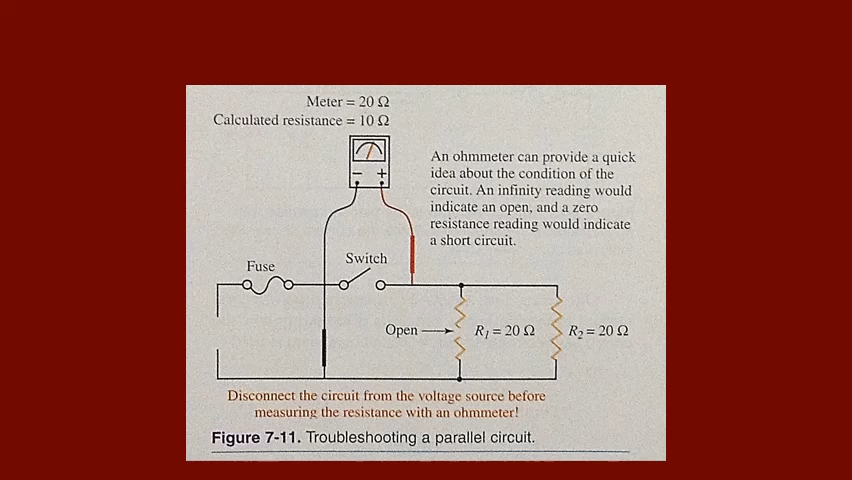 Meter = 20 Ω
Calculated resistance = 10 Ω
An ohmmeter can provide a quick
idea about the condition of the
circuit. An infinity reading would
indicate an open, and a zero
resistance reading would indicate
a short circuit.
− +
Switch
Fuse
Open
R₁ = 20 Ω
R₂ = 20 Ω
Disconnect the circuit from the voltage source before
measuring the resistance with an ohmmeter!
Figure 7-11. Troubleshooting a parallel circuit.